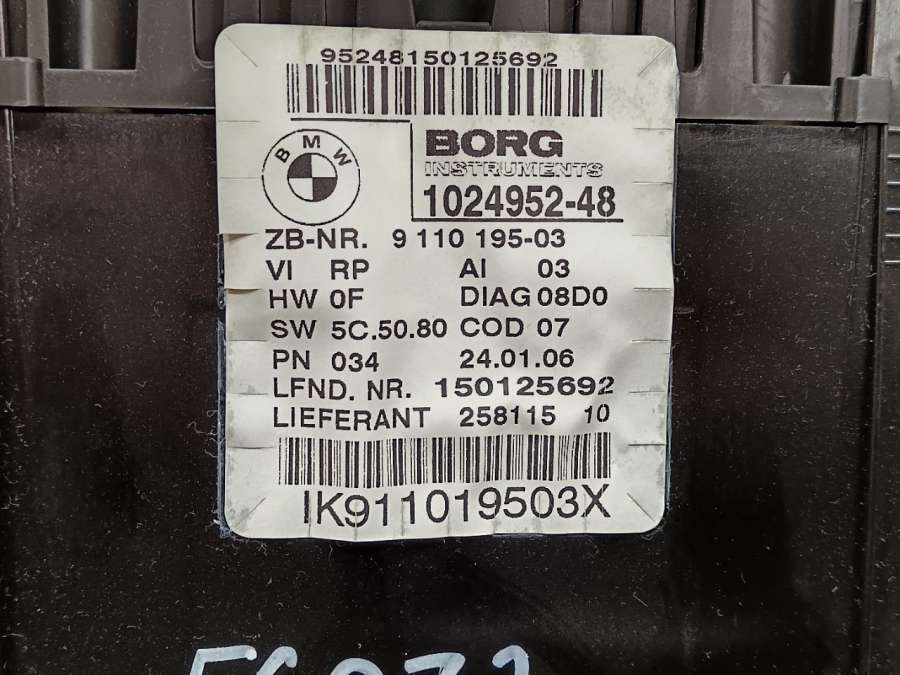 95248150125692
BMW
BORG
INSTRUMENTS
1024952-48
ZB-NR. 9 110 195-03
VI RP AI 03
HW 0F DIAG 08D0
SW 5C.50.80 COD 07
PN 034 24.01.06
LFND. NR. 150125692
LIEFERANT 258115 10
IK911019503X